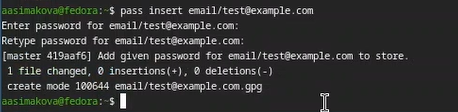 aasimakova@fedora:~$ pass insert email/test@example.com
Enter password for email/test@example.com:
Retype password for email/test@example.com:
[master 419aaf6] Add given password for email/test@example.com to store.
 1 file changed, 0 insertions(+), 0 deletions(-)
 create mode 100644 email/test@example.com.gpg
aasimakova@fedora:~$